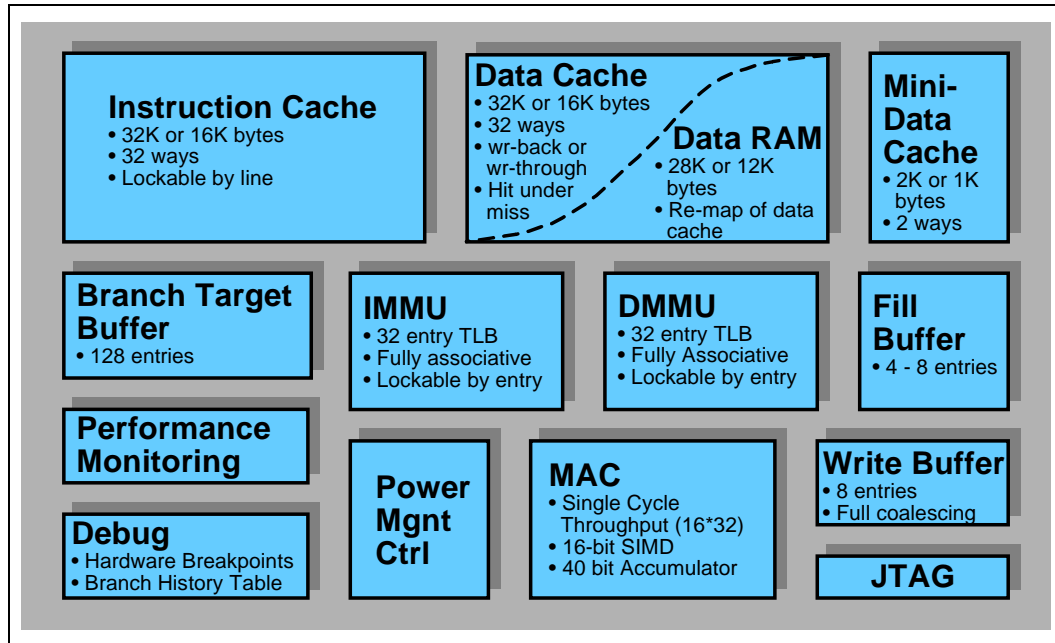 Instruction Cache
• 32K or 16K bytes
• 32 ways
• Lockable by line
Data Cache
• 32K or 16K bytes
• 32 ways
• wr-back or
wr-through
• Hit under
miss
Data RAM
• 28K or 12K
bytes
• Re-map of data
cache
Mini-
Data
Cache
• 2K or 1K
bytes
• 2 ways
Branch Target
Buffer
• 128 entries
IMMU
• 32 entry TLB
• Fully associative
• Lockable by entry
DMMU
• 32 entry TLB
• Fully Associative
• Lockable by entry
Fill
Buffer
• 4 - 8 entries
Performance
Monitoring
Debug
• Hardware Breakpoints
• Branch History Table
Power
Mgnt
Ctrl
MAC
• Single Cycle
Throughput (16*32)
• 16-bit SIMD
• 40 bit Accumulator
Write Buffer
• 8 entries
• Full coalescing
JTAG